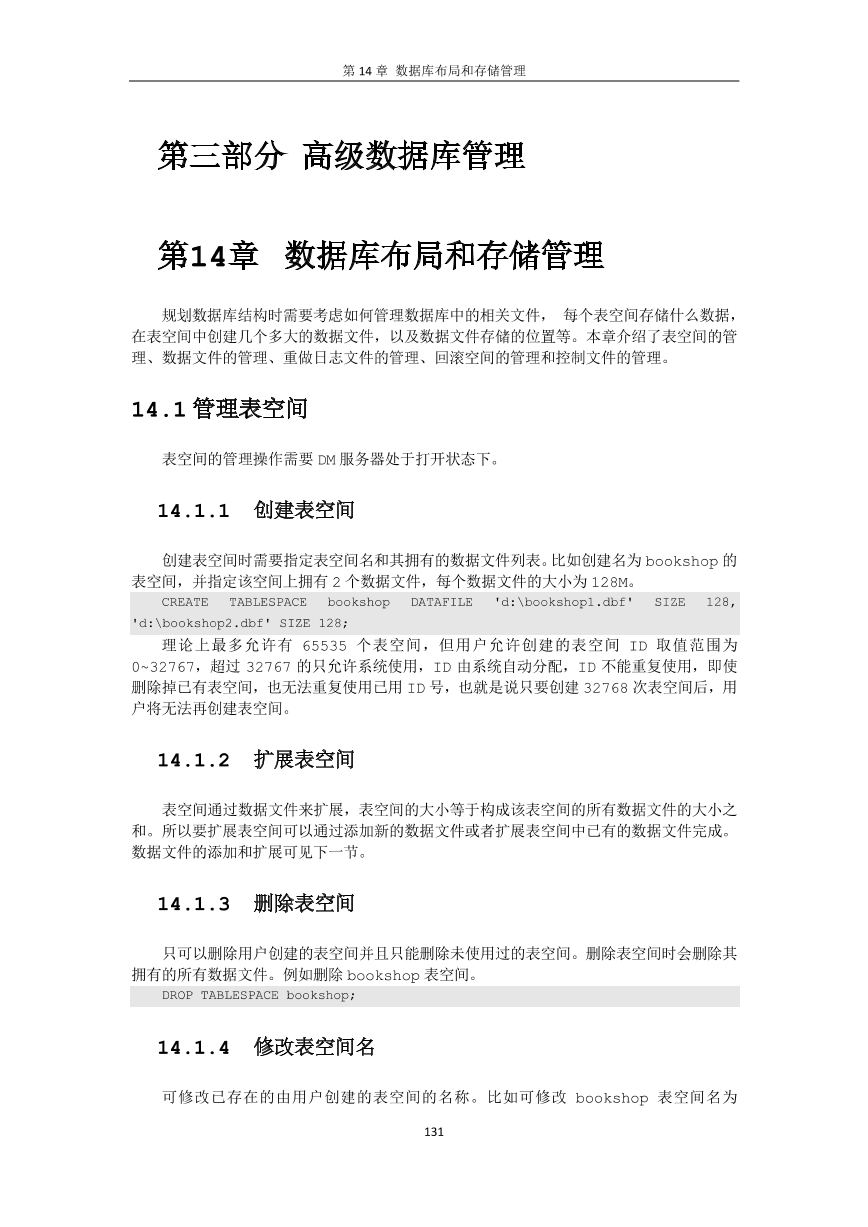 第 14 章 数据库布局和存储管理
第三部分 高级数据库管理
第14章 数据库布局和存储管理
规划数据库结构时需要考虑如何管理数据库中的相关文件， 每个表空间存储什么数据，
在表空间中创建几个多大的数据文件，以及数据文件存储的位置等。本章介绍了表空间的管
理、数据文件的管理、重做日志文件的管理、回滚空间的管理和控制文件的管理。
14.1 管理表空间
表空间的管理操作需要 DM 服务器处于打开状态下。
14.1.1 创建表空间
创建表空间时需要指定表空间名和其拥有的数据文件列表。比如创建名为 bookshop 的
表空间，并指定该空间上拥有 2 个数据文件，每个数据文件的大小为 128M。
CREATE TABLESPACE bookshop DATAFILE 'd:\bookshop1.dbf' SIZE 128,
'd:\bookshop2.dbf' SIZE 128;
理论上最多允许有 65535 个表空间，但用户允许创建的表空间 ID 取值范围为
0~32767，超过 32767 的只允许系统使用，ID 由系统自动分配，ID 不能重复使用，即使
删除掉已有表空间，也无法重复使用已用 ID 号，也就是说只要创建 32768 次表空间后，用
户将无法再创建表空间。
14.1.2 扩展表空间
表空间通过数据文件来扩展，表空间的大小等于构成该表空间的所有数据文件的大小之
和。所以要扩展表空间可以通过添加新的数据文件或者扩展表空间中已有的数据文件完成。
数据文件的添加和扩展可见下一节。
14.1.3 删除表空间
只可以删除用户创建的表空间并且只能删除未使用过的表空间。删除表空间时会删除其
拥有的所有数据文件。例如删除 bookshop 表空间。
DROP TABLESPACE bookshop;
14.1.4 修改表空间名
可修改已存在的由用户创建的表空间的名称。比如可修改 bookshop 表空间名为
131